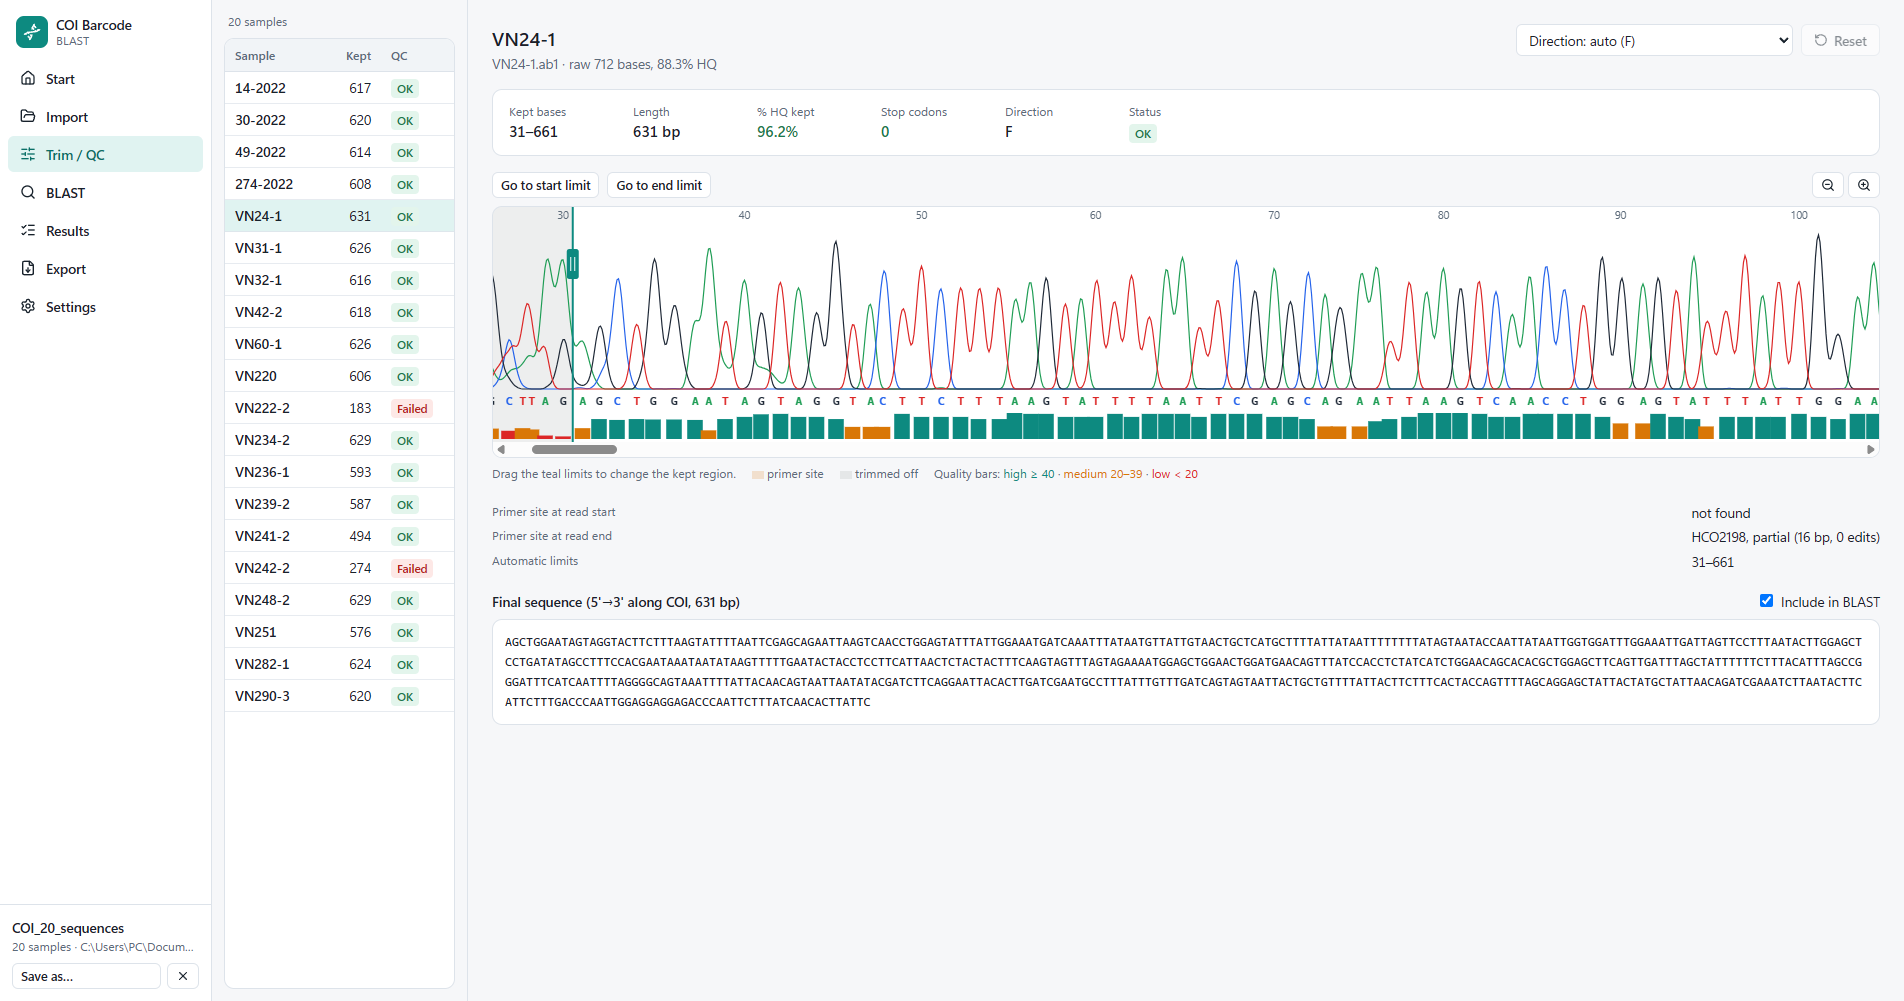 COI Barcode
BLAST
Start
Import
Trim / QC
BLAST
Results
Export
Settings
COI_20_sequences
20 samples · C:\Users\PC\Docum...
Save as...
20 samples
Sample Kept QC
14-2022 617 OK
30-2022 620 OK
49-2022 614 OK
274-2022 608 OK
VN24-1 631 OK
VN31-1 626 OK
VN32-1 616 OK
VN42-2 618 OK
VN60-1 626 OK
VN220 606 OK
VN222-2 183 Failed
VN234-2 629 OK
VN236-1 593 OK
VN239-2 587 OK
VN241-2 494 OK
VN242-2 274 Failed
VN248-2 629 OK
VN251 576 OK
VN282-1 624 OK
VN290-3 620 OK
VN24-1
VN24-1.ab1 · raw 712 bases, 88.3% HQ
Direction: auto (F)
Reset
Kept bases Length % HQ kept Stop codons Direction Status
31–661 631 bp 96.2% 0 F OK
Go to start limit Go to end limit
30 40 50 60 70 80 90 100
G C T T A G A G C T G G A A T A G T A G G T A C T T C T T T A A G T A T T T T A A T T C G A G C A G A A T T A A G T C A A C C T G G A G T A T T T A T T G G A A
Drag the teal limits to change the kept region. primer site trimmed off Quality bars: high ≥ 40 · medium 20–39 · low < 20
Primer site at read start not found
Primer site at read end HCO2198, partial (16 bp, 0 edits)
Automatic limits 31–661
Final sequence (5'→3' along COI, 631 bp) Include in BLAST
AGCTGGAATAGTAGGTACTTCTTTAAGTATTTTAATTCGAGCAGAATTAAGTCAACCTGGAGTATTTATTGGAAATGATCAAATTTATAATGTTATTGTAACTGCTCATGCTTTTATTATAATTTTTTTTATAGTAATACCAATTATAATTGGTGGATTTGGAAATTGATTAGTTCCTTTAATACTTGGAGCT
CCTGATATAGCCTTTCCACGAATAAATAATATAAGTTTTTGAATACTACCTCCTTCATTAACTCTACTACTTTCAAGTAGTTTAGTAGAAAATGGAGCTGGAACTGGATGAACAGTTTATCCACCTCTATCATCTGGAACAGCACACGCTGGAGCTTCAGTTGATTTAGCTATTTTTTCTTTACATTTAGCCG
GGATTTCATCAATTTTAGGGGCAGTAAATTTTATTACAACAGTAATTAATATACGATCTTCAGGAATTACACTTGATCGAATGCCTTTATTTGTTTGATCAGTAGTAATTACTGCTGTTTTATTACTTCTTTCACTACCAGTTTTAGCAGGAGCTATTACTATGCTATTAACAGATCGAAATCTTAATACTTC
ATTCTTTGACCCAATTGGAGGAGGAGACCCAATTCTTTATCAACACTTATTC